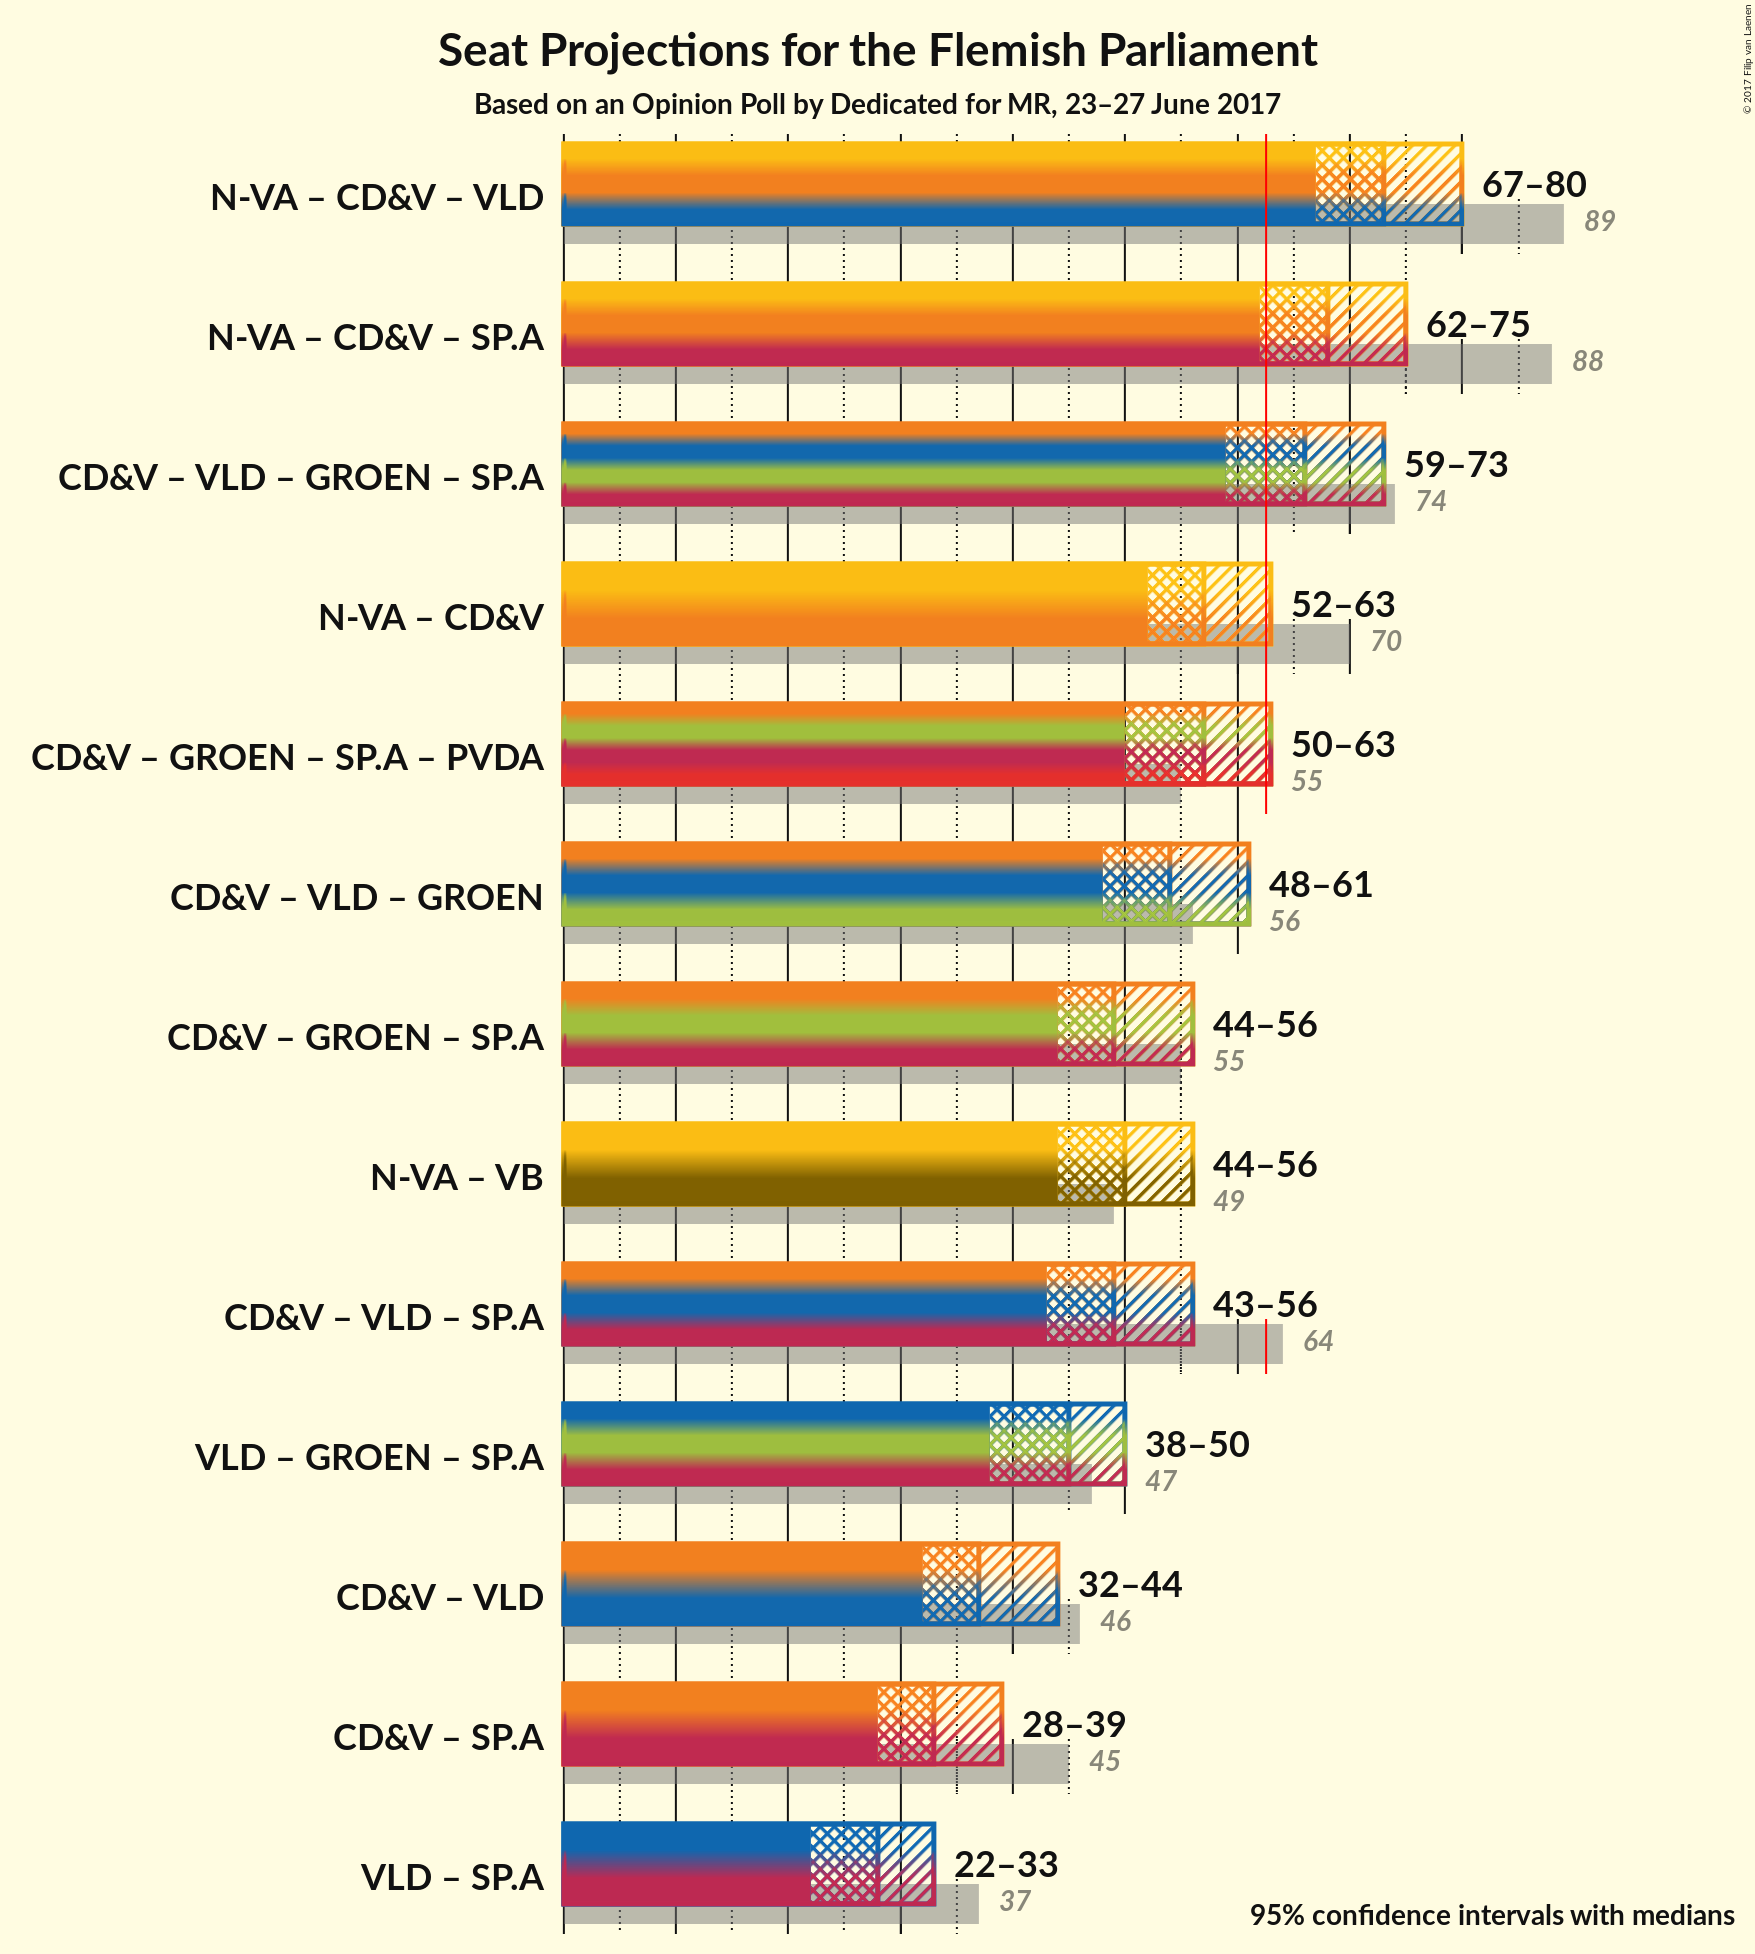 Seat Projections for the Flemish Parliament
Based on an Opinion Poll by Dedicated for MR, 23–27 June 2017
© 2017 Filip van Laenen
N-VA – CD&V – VLD
67–80
89
N-VA – CD&V – SP.A
62–75
88
CD&V – VLD – GROEN – SP.A
59–73
74
N-VA – CD&V
52–63
70
CD&V – GROEN – SP.A – PVDA
50–63
55
CD&V – VLD – GROEN
48–61
56
CD&V – GROEN – SP.A
44–56
55
N-VA – VB
44–56
49
CD&V – VLD – SP.A
43–56
64
VLD – GROEN – SP.A
38–50
47
CD&V – VLD
32–44
46
CD&V – SP.A
28–39
45
VLD – SP.A
22–33
37
95% confidence intervals with medians